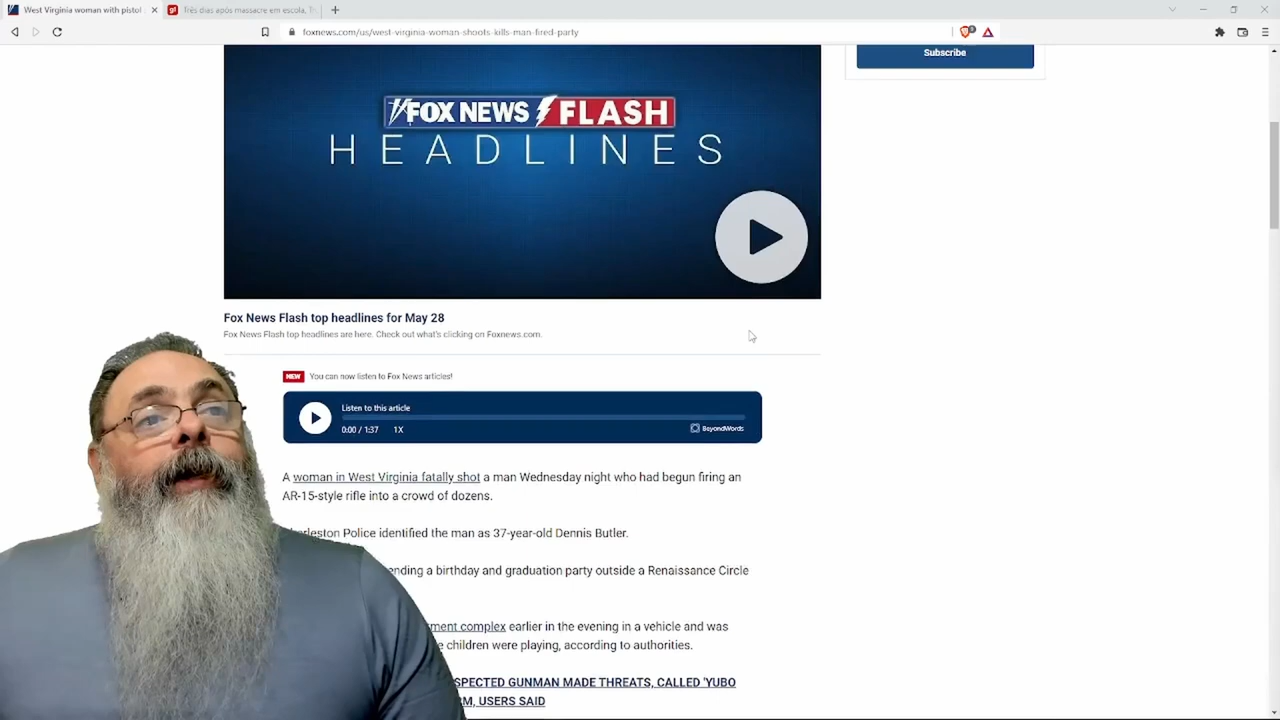 West Virginia woman with pistol
Três dias após massacre em escola, Tr
foxnews.com/us/west-virginia-woman-shoots-kills-man-fired-party
Subscribe
FOX NEWS FLASH
HEADLINES
Fox News Flash top headlines for May 28
Fox News Flash top headlines are here. Check out what's clicking on Foxnews.com.
NEW You can now listen to Fox News articles!
Listen to this article
0:00 / 1:37 1X BeyondWords
A woman in West Virginia fatally shot a man Wednesday night who had begun firing an
AR-15-style rifle into a crowd of dozens.
arleston Police identified the man as 37-year-old Dennis Butler.
ending a birthday and graduation party outside a Renaissance Circle
ment complex earlier in the evening in a vehicle and was
e children were playing, according to authorities.
SPECTED GUNMAN MADE THREATS, CALLED 'YUBO
M, USERS SAID